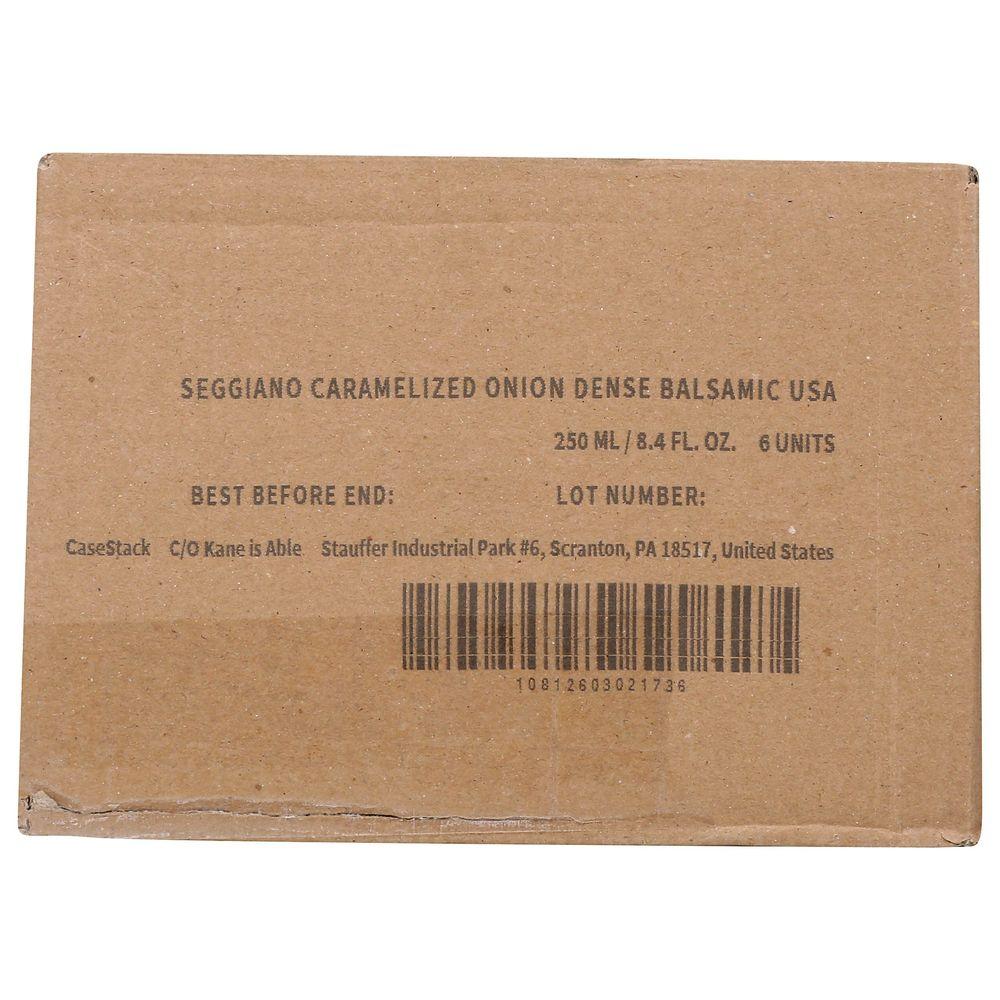 SEGGIANO CARAMELIZED ONION DENSE BALSAMIC USA
250 ML / 8.4 FL. OZ. 6 UNITS
BEST BEFORE END: LOT NUMBER:
CaseStack C/O Kane is Able Stauffer Industrial Park #6, Scranton, PA 18517, United States
10812603021736